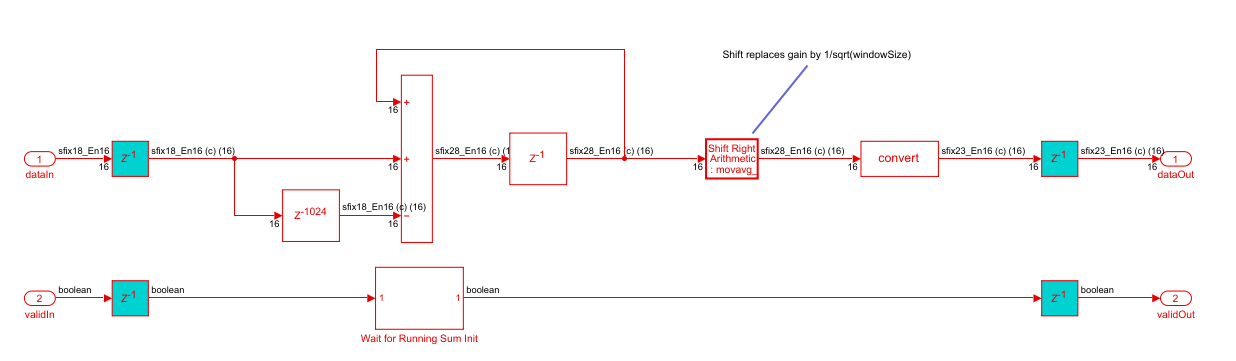 Shift replaces gain by 1/sqrt(windowSize)
+
16
1
dataIn
sfix18_En16
16
Z-1
sfix18_En16 (c) (16)
+
16
sfix28_En16 (c) (1
16
Z-1
sfix28_En16 (c) (16)
16
Shift Right
Arithmetic
: movavg_
sfix28_En16 (c) (16)
16
convert
sfix23_En16 (c) (16)
16
Z-1
sfix23_En16 (c) (16)
16
1
dataOut
16
Z-1024
sfix18_En16 (c) (16)
16
−
2
validIn
boolean
Z-1
boolean
1
1
Wait for Running Sum Init
boolean
Z-1
boolean
2
validOut